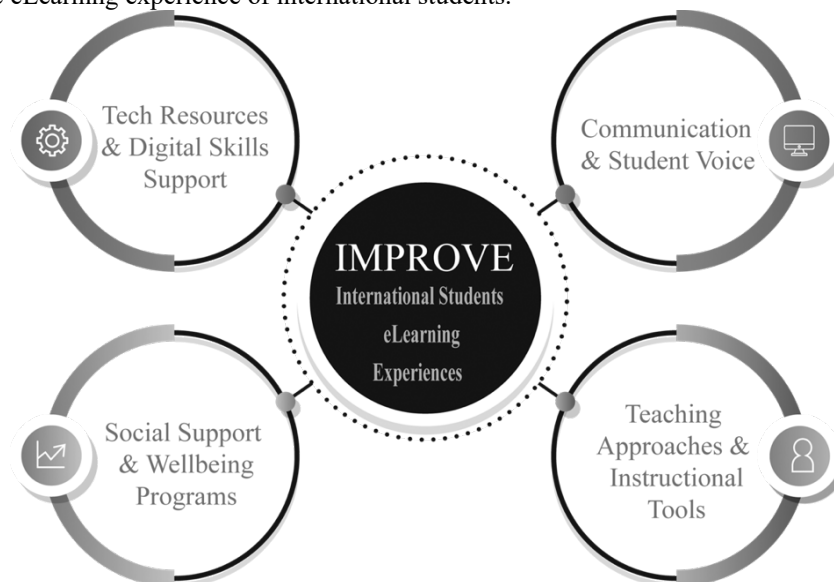 eLearning experience of international students.
Tech Resources
& Digital Skills
Support
Communication
& Student Voice
IMPROVE
International Students
eLearning
Experiences
Social Support
& Wellbeing
Programs
Teaching
Approaches &
Instructional
Tools